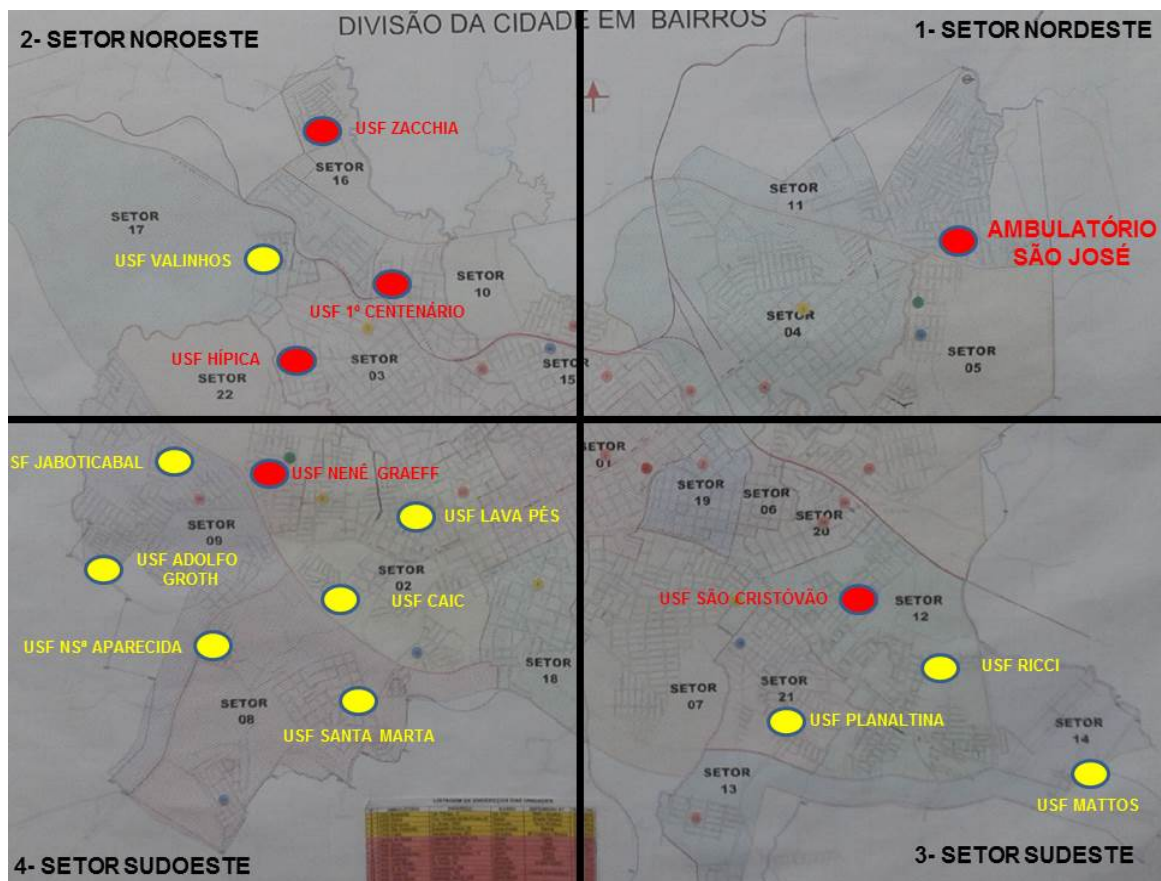 DIVISÃO DA CIDADE EM BAIRROS
2- SETOR NOROESTE
1- SETOR NORDESTE
USF ZACCHIA
SETOR
16
SETOR
17
USF VALINHOS
SETOR
10
USF 1º CENTENÁRIO
USF HÍPICA
SETOR
22
SETOR
03
SETOR
15
SETOR
11
AMBULATÓRIO
SÃO JOSÉ
SETOR
04
SETOR
05
SF JABOTICABAL
USF NENÊ GRAEFF
USF LAVA PÉS
SETOR
09
USF ADOLFO
GROTH
SETOR
02
USF CAIC
USF NSª APARECIDA
SETOR
18
SETOR
08
USF SANTA MARTA
4- SETOR SUDOESTE
SETOR
01
SETOR
19
SETOR
06
SETOR
20
USF SÃO CRISTÓVÃO
SETOR
12
USF RICCI
SETOR
07
SETOR
21
USF PLANALTINA
SETOR
14
SETOR
13
USF MATTOS
3- SETOR SUDESTE